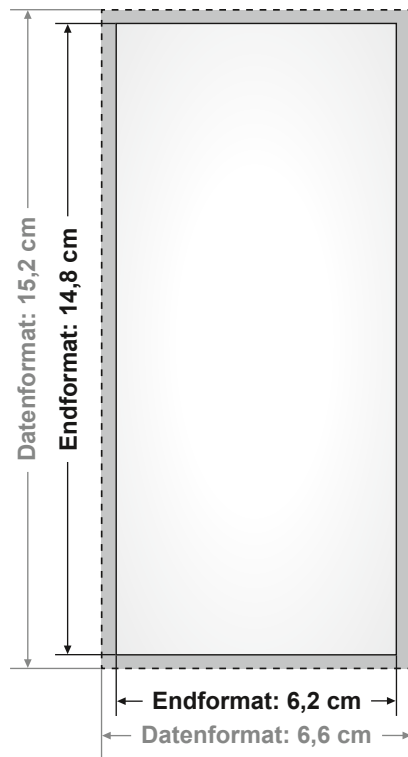 Datenformat: 15,2 cm
Endformat: 14,8 cm
Endformat: 6,2 cm
Datenformat: 6,6 cm